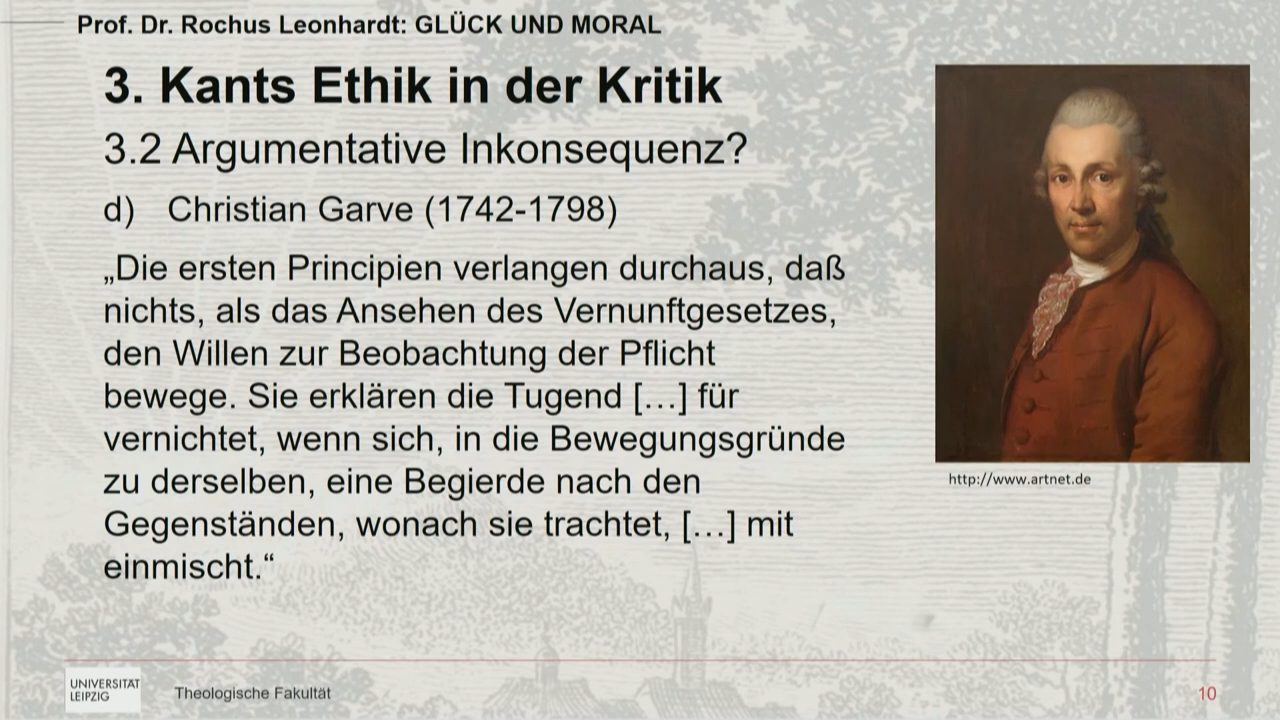 Prof. Dr. Rochus Leonhardt: GLÜCK UND MORAL
3. Kants Ethik in der Kritik
3.2 Argumentative Inkonsequenz?
d) Christian Garve (1742-1798)
„Die ersten Principien verlangen durchaus, daß
nichts, als das Ansehen des Vernunftgesetzes,
den Willen zur Beobachtung der Pflicht
bewege. Sie erklären die Tugend […] für
vernichtet, wenn sich, in die Bewegungsgründe
zu derselben, eine Begierde nach den
Gegenständen, wonach sie trachtet, […] mit
einmischt.“
http://www.artnet.de
UNIVERSITÄT
LEIPZIG
Theologische Fakultät
10